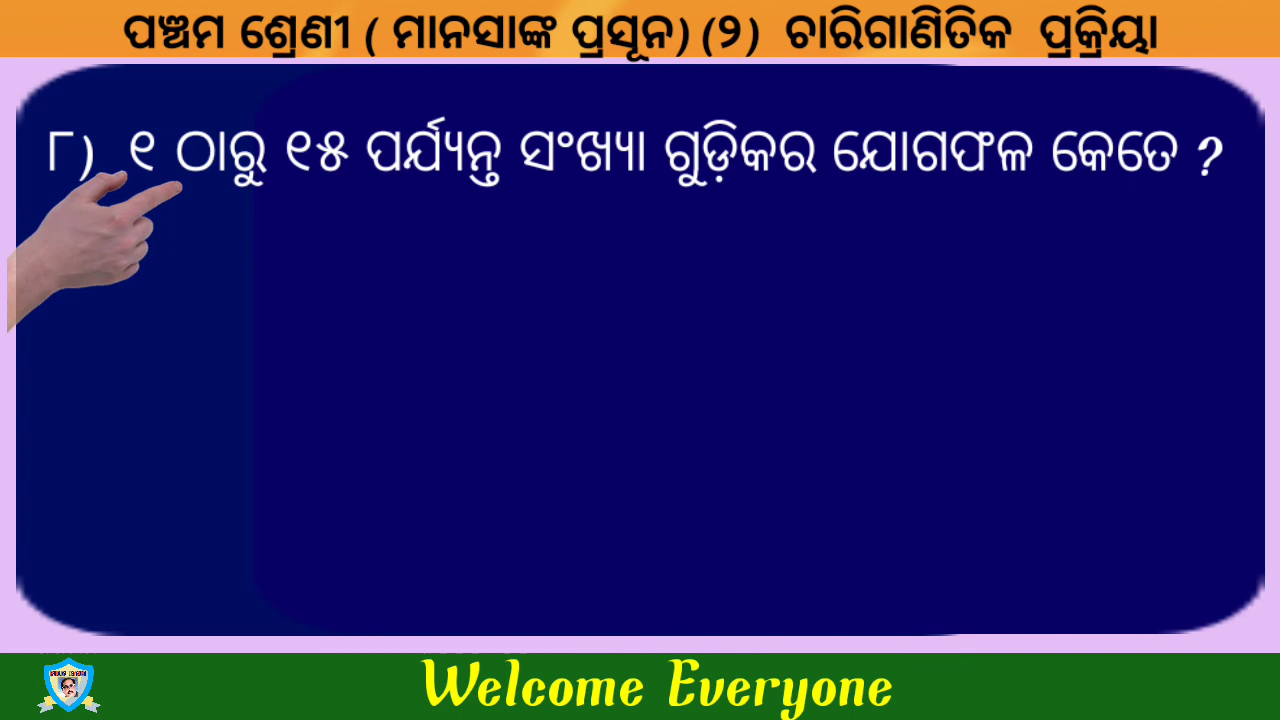 ପଞ୍ଚମ ଶ୍ରେଣୀ ( ମାନସାଙ୍କ ପ୍ରସୂନ) (୨) ଚାରିଗାଣିତିକ ପ୍ରକ୍ରିୟା
୮) ୧ ଠାରୁ ୧୫ ପର୍ଯ୍ୟନ୍ତ ସଂଖ୍ୟା ଗୁଡ଼ିକର ଯୋଗଫଳ କେତେ ?
Welcome Everyone